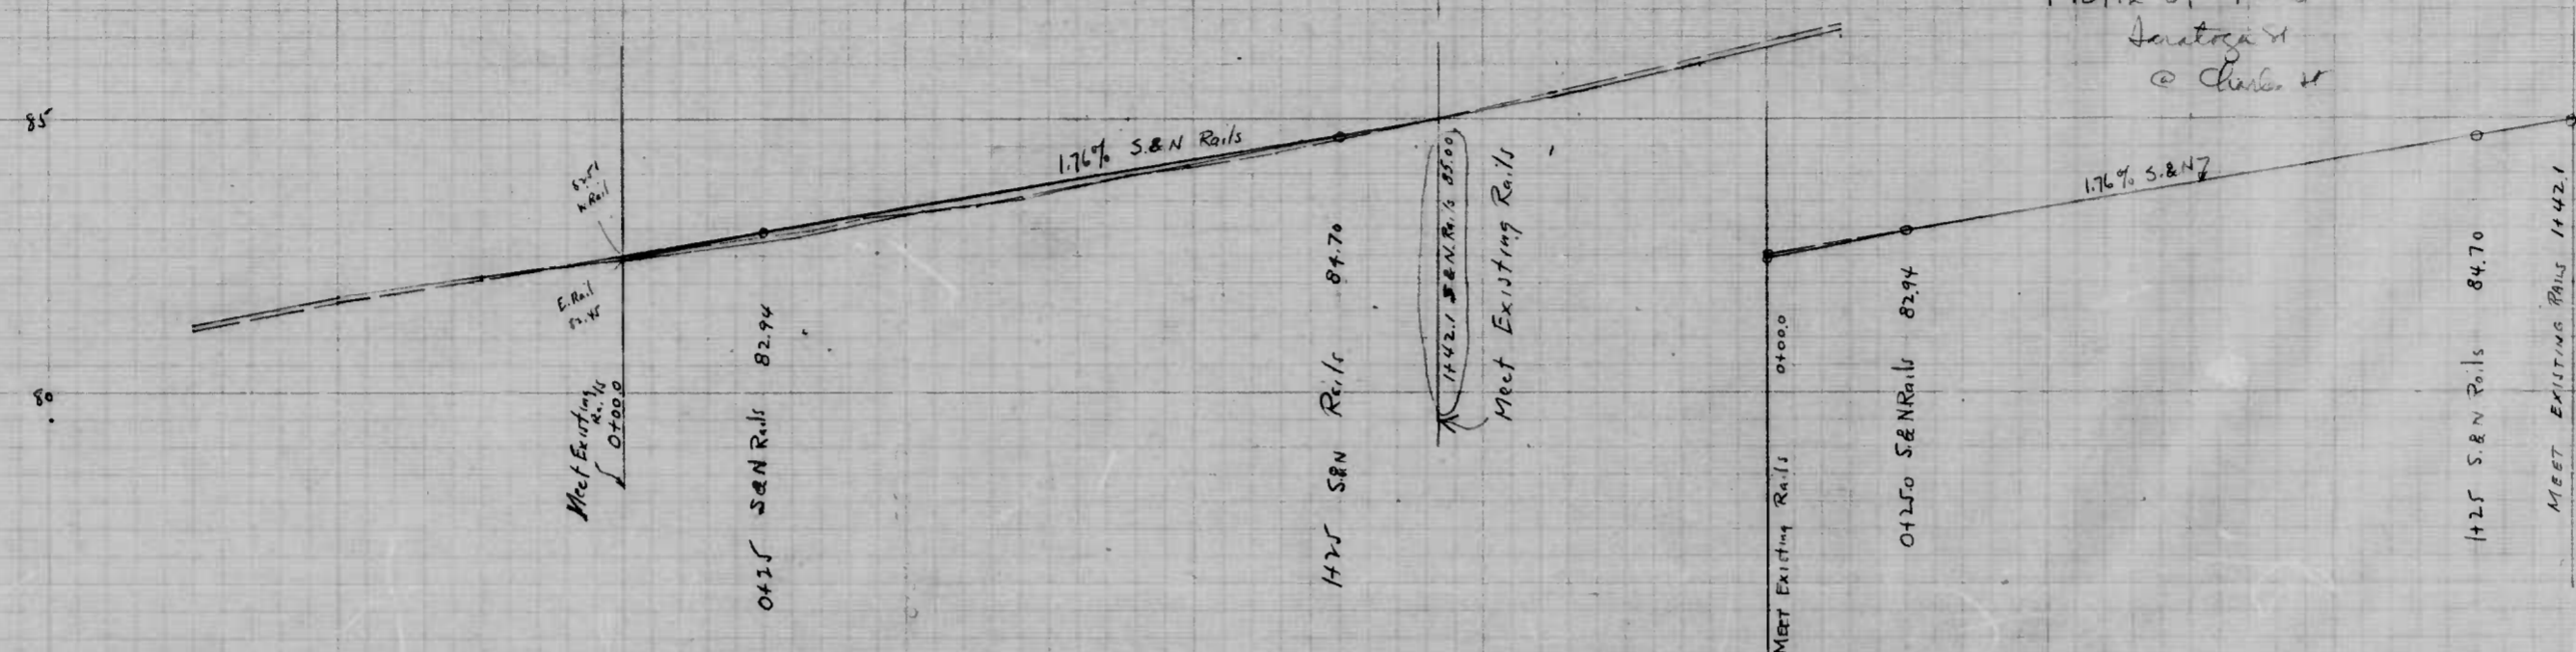 Saratoga St
@ Charles St
85
80
N. Rail
E. Rail
1.76% S.&N Rails
Meet Existing
Rails
0+00.0
0+25 S&N Rails 82.94
1+25 S&N Rails 84.70
1+42.1 S&N. Rails 85.00
Meet Existing Rails
MEET Existing Rails 0+00.0
0+25.0 S.&N Rails 82.94
1.76% S.&N
1+25 S.&N Rails 84.70
MEET EXISTING RAILS 1+42.1